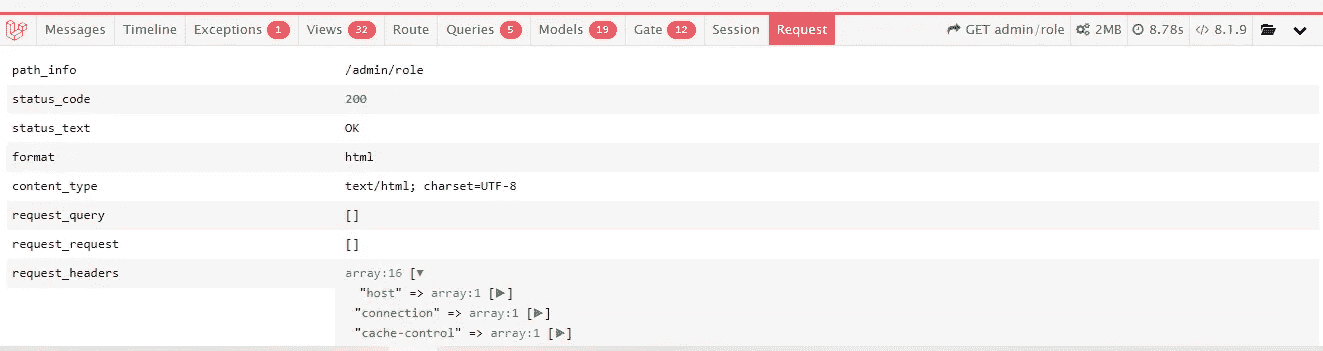 Messages Timeline Exceptions 1 Views 32 Route Queries 5 Models 19 Gate 12 Session Request GET admin/role 2MB 8.78s </> 8.1.9
path_info /admin/role
status_code 200
status_text OK
format html
content_type text/html; charset=UTF-8
request_query []
request_request []
request_headers array:16 [▼
"host" => array:1 [▶]
"connection" => array:1 [▶]
"cache-control" => array:1 [▶]